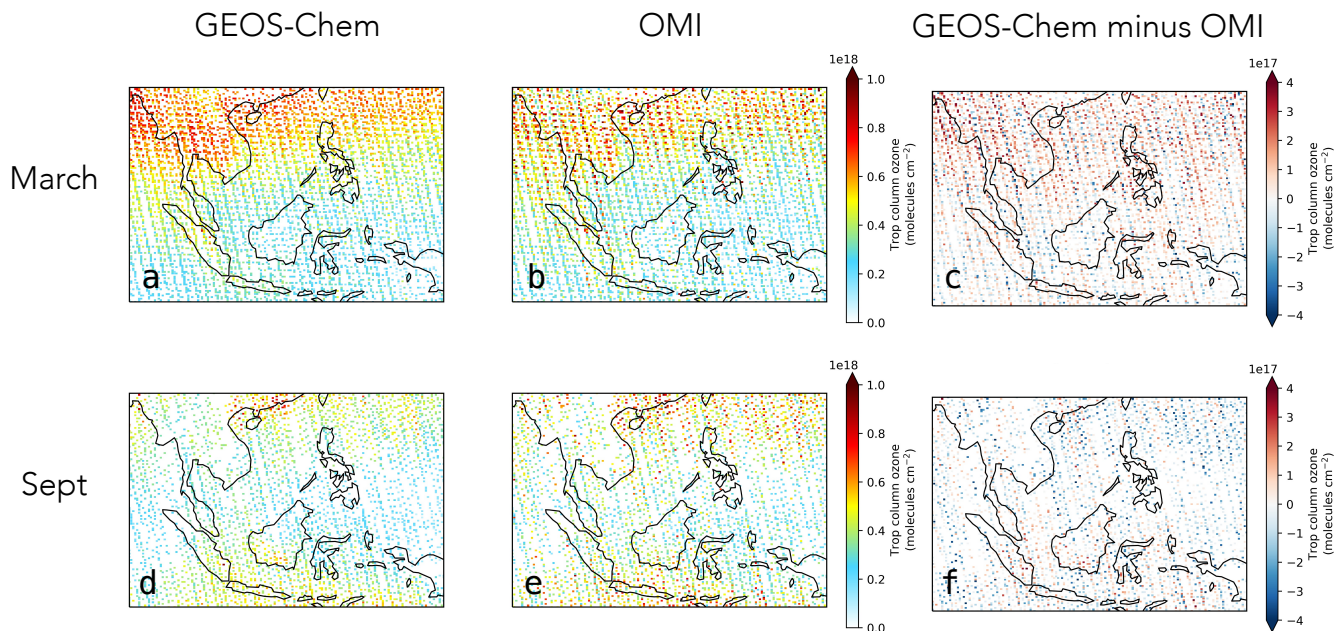 GEOS-Chem
OMI
GEOS-Chem minus OMI
March
a
b
1e18
1.0
0.8
0.6
0.4
0.2
0.0
Trop column ozone
(molecules cm⁻²)
c
1e17
4
3
2
1
0
−1
−2
−3
−4
Trop column ozone
(molecules cm⁻²)
Sept
d
e
1e18
1.0
0.8
0.6
0.4
0.2
0.0
Trop column ozone
(molecules cm⁻²)
f
1e17
4
3
2
1
0
−1
−2
−3
−4
Trop column ozone
(molecules cm⁻²)